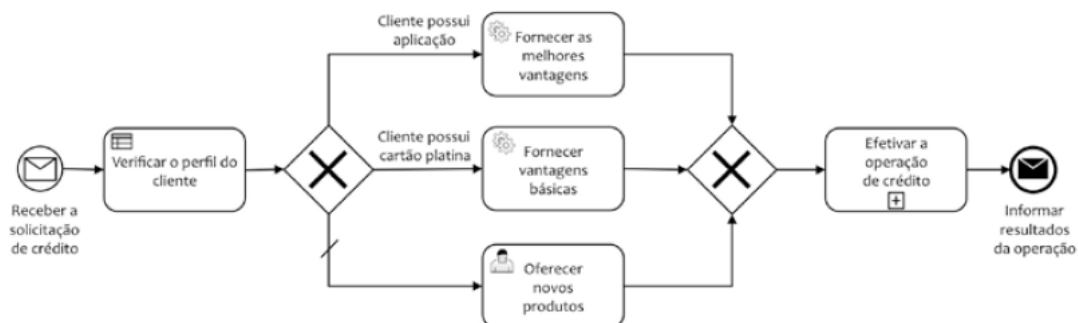 Receber a
solicitação
de crédito
Verificar o perfil do
cliente
Cliente possui
aplicação
Fornecer as
melhores
vantagens
Cliente possui
cartão platina
Fornecer
vantagens
básicas
Oferecer
novos
produtos
Efetivar a
operação
de crédito
Informar
resultados
da operação